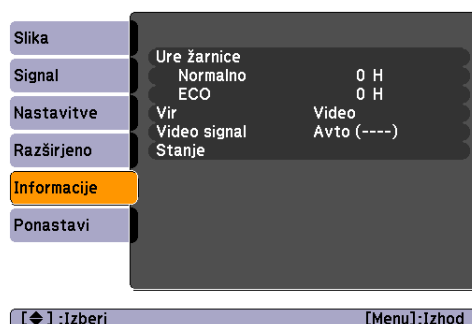 Slika
Signal
Nastavitve
Razširjeno
Informacije
Ponastavi
Ure žarnice
Normalno 0 H
ECO 0 H
Vir Video
Video signal Avto (----)
Stanje
[◆] :Izberi [Menu]:Izhod